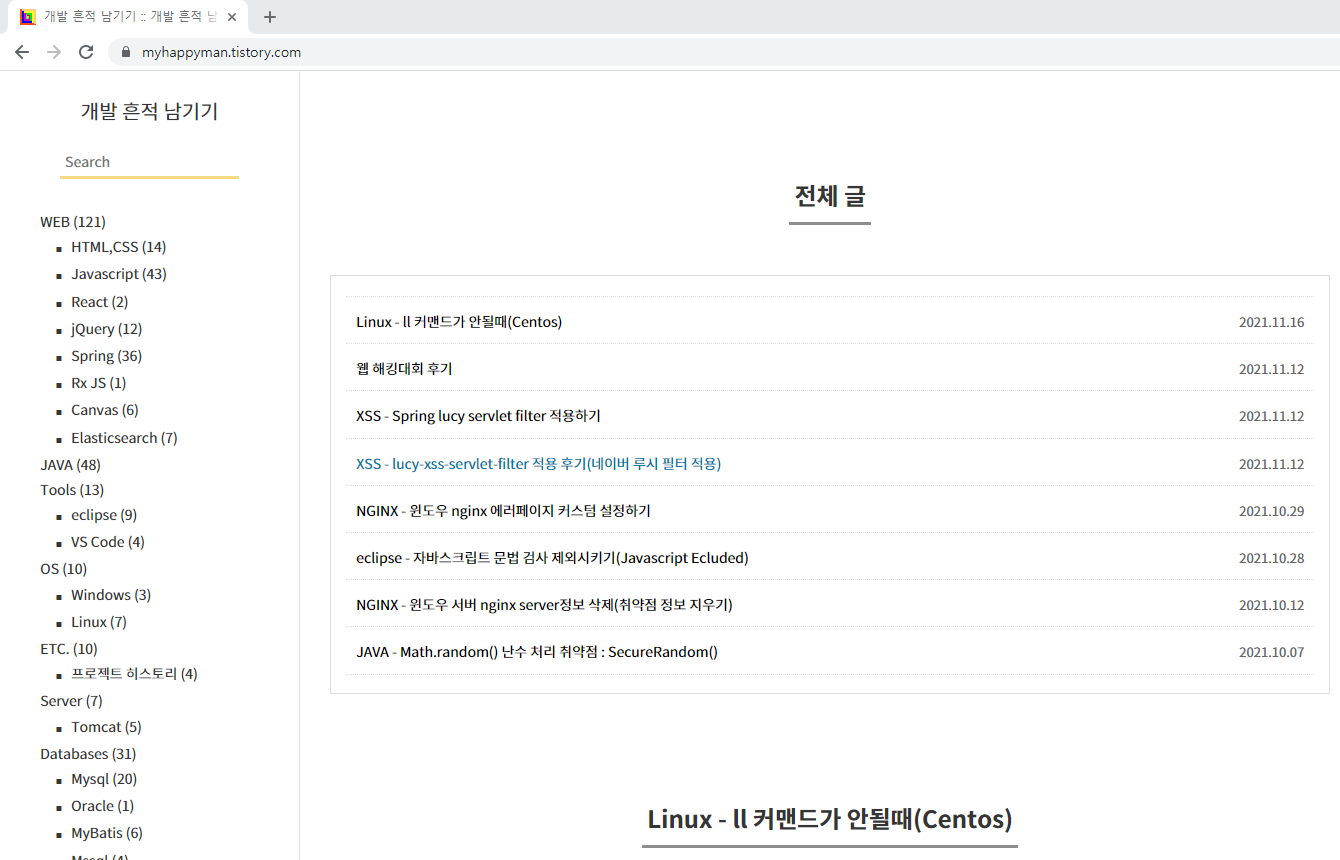 개발 흔적 남기기 :: 개발 흔적 남
myhappyman.tistory.com
개발 흔적 남기기
Search
WEB (121)
HTML,CSS (14)
Javascript (43)
React (2)
jQuery (12)
Spring (36)
Rx JS (1)
Canvas (6)
Elasticsearch (7)
JAVA (48)
Tools (13)
eclipse (9)
VS Code (4)
OS (10)
Windows (3)
Linux (7)
ETC. (10)
프로젝트 히스토리 (4)
Server (7)
Tomcat (5)
Databases (31)
Mysql (20)
Oracle (1)
MyBatis (6)
Mssql (4)
전체 글
Linux - ll 커맨드가 안될때(Centos) 2021.11.16
웹 해킹대회 후기 2021.11.12
XSS - Spring lucy servlet filter 적용하기 2021.11.12
XSS - lucy-xss-servlet-filter 적용 후기(네이버 루시 필터 적용) 2021.11.12
NGINX - 윈도우 nginx 에러페이지 커스텀 설정하기 2021.10.29
eclipse - 자바스크립트 문법 검사 제외시키기(Javascript Ecluded) 2021.10.28
NGINX - 윈도우 서버 nginx server정보 삭제(취약점 정보 지우기) 2021.10.12
JAVA - Math.random() 난수 처리 취약점 : SecureRandom() 2021.10.07
Linux - ll 커맨드가 안될때(Centos)